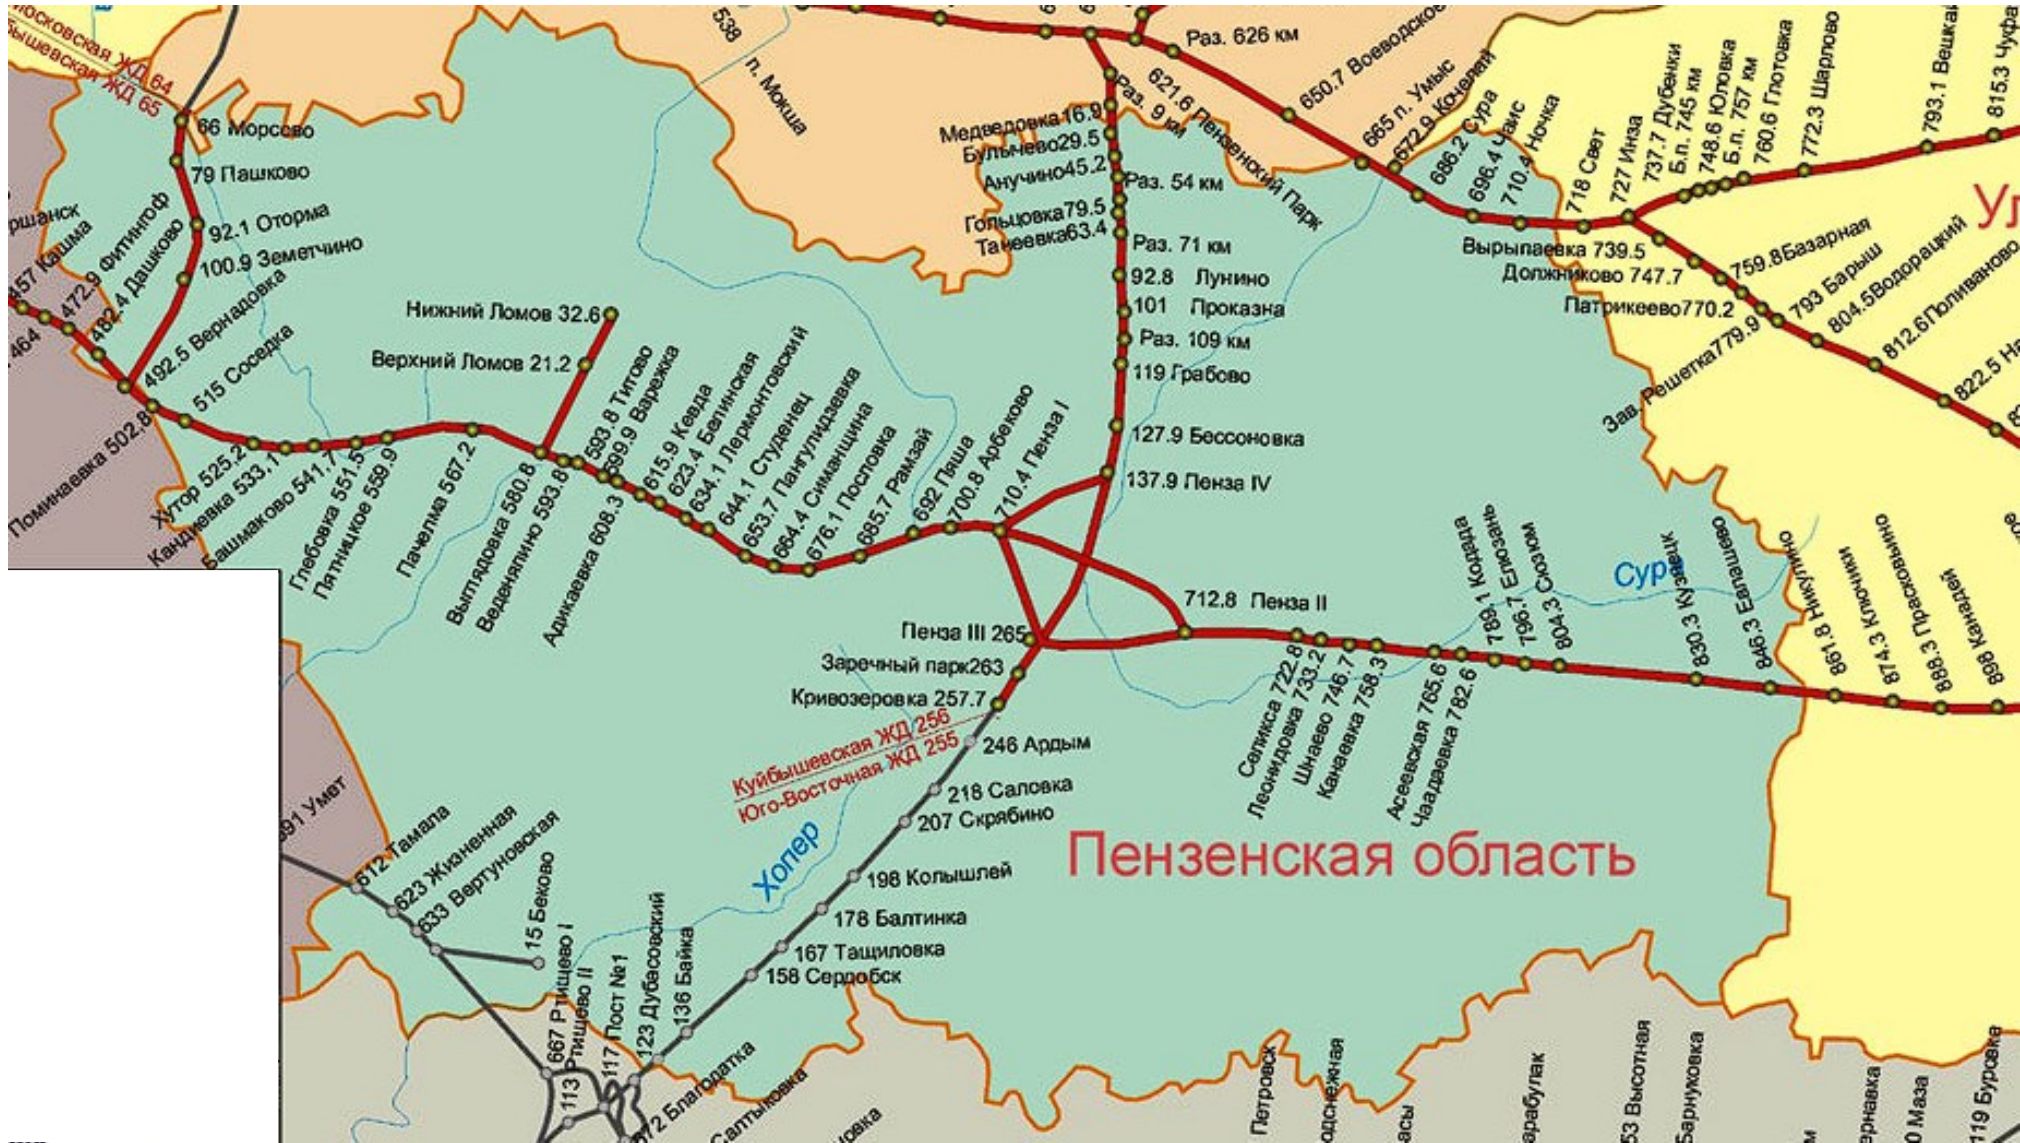 Московская ЖД 64
Куйбышевская ЖД 65
66 Морсово
79 Пашково
92.1 Оторма
100.9 Земетчино
457 Кашма
464
472.9 Фитингоф
482.4 Дашково
492.5 Вернадовка
Поминаевка 502,8
515 Соседка
Хутор 525.2
Кандиевка 533,1
Башмаково 541.7
Глебовка 551.5
Пятницкое 559.9
Пачелма 567.2
Выглядовка 580.8
Нижний Ломов 32.6
Верхний Ломов 21.2
Веденяпино 593.8
593.8 Титово
599.9 Варежка
Адикаевка 608.3
615.9 Кевда
623.4 Белинская
634.1 Лермонтовский
644.1 Студенец
653.7 Пангулидзевка
664.4 Симанщина
676.1 Пословка
685.7 Рамзай
692 Ляша
700.8 Арбеково
710.4 Пенза I
538
п. Мокша
Раз. 9 км
Медведовка 16.9
Булычево 29.5
Анучино 45.2
Раз. 54 км
Гольцовка 79.5
Танеевка 63.4
Раз. 71 км
92.8 Лунино
101 Проказна
Раз. 109 км
119 Грабово
127.9 Бессоновка
137.9 Пенза IV
621.6 Пензенский Парк
Раз. 626 км
650.7 Воеводское
665 п. Умыс
672.9 Кочелай
686.2 Сура
696.4 Чаис
710.4 Ночка
718 Свет
727 Инза
737.7 Дубенки
Б.п. 745 км
748.6 Юловка
Б.п. 757 км
760.6 Глотовка
772.3 Шарлово
793.1
815.3
Вырыпаевка 739.5
Должниково 747.7
759.8 Базарная
Патрикеево 770.2
Зав. Решетка 779.9
793 Барыш
804.5 Водорацкий
812.6 Поливаново
822.5
712.8 Пенза II
Пенза III 265
Заречный парк 263
Кривозеровка 257.7
Куйбышевская ЖД 256
Юго-Восточная ЖД 255
246 Ардым
218 Саловка
207 Скрябино
198 Колышлей
178 Балтинка
167 Тащиловка
158 Сердобск
136 Байка
123 Дубасовский
117 Пост №1
113 Ртищево II
667 Ртищево I
15 Беково
633 Вертуновская
623 Жизненная
612 Тамала
Умет
Благодатка
Салтыковка
Хопер
Сура
Пензенская область
Селикса 722.8
Леонидовка 733.2
Шнаево 746.7
Канаевка 758.3
Асеевская 765.6
Чаадаевка 782.6
789,1 Кордада
796.7 Елюзань
804.3 Сюзюм
830.3 Кузнецк
846.3 Евлашево
861.8 Никулино
874.3 Ключики
888.3 Прасковьино
898 Канадей
Петровск
53 Высотная
Барнуковка
719 Буровка